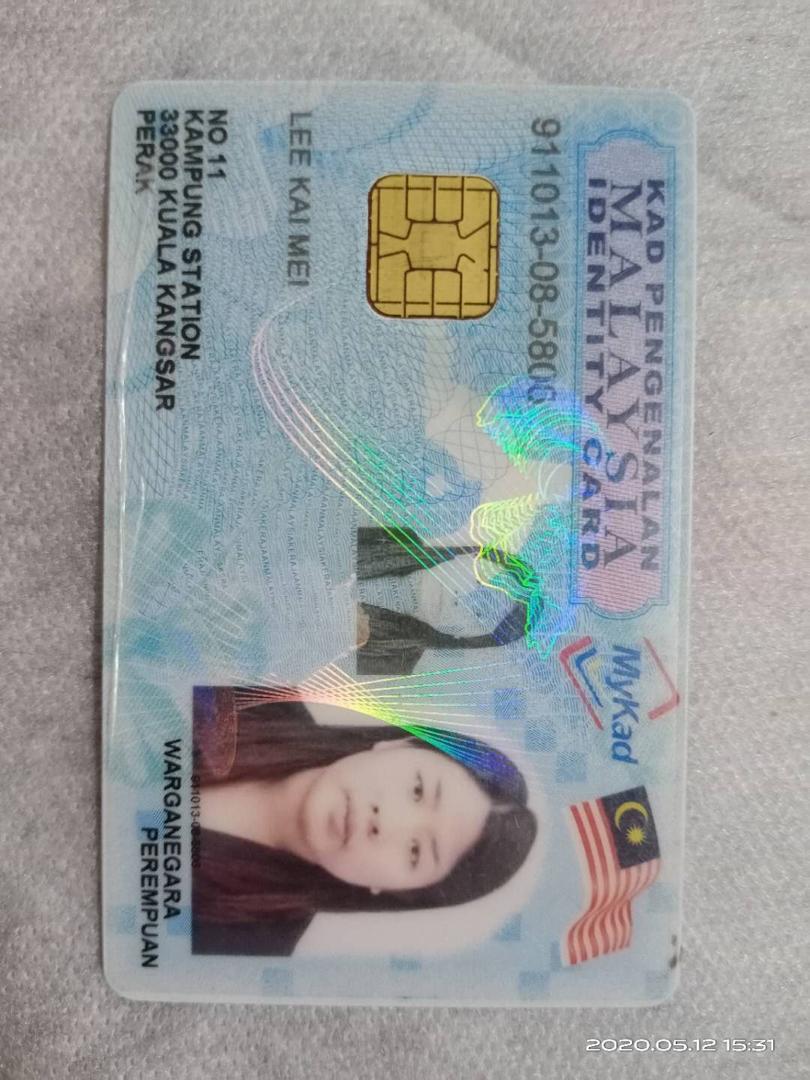 KAD PENGENALAN
MALAYSIA
IDENTITY CARD
MyKad
911013-08-5806
LEE KAI MEI
NO 11
KAMPUNG STATION
33000 KUALA KANGSAR
PERAK
911013-08-5806
WARGANEGARA
PEREMPUAN
2020.05.12 15:31